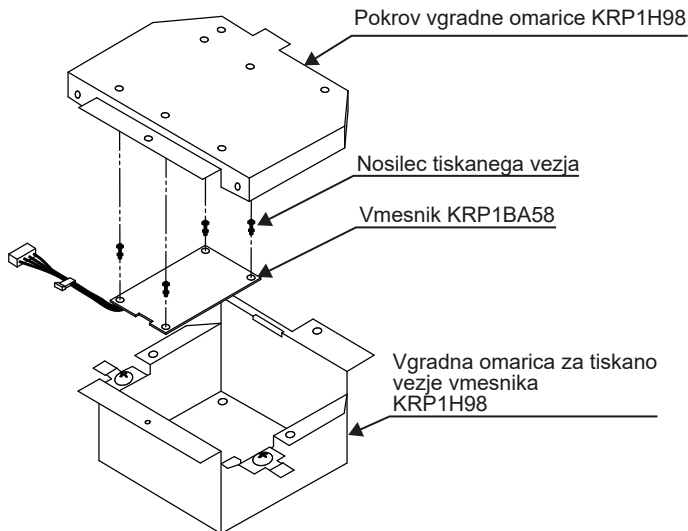 Pokrov vgradne omarice KRP1H98
Nosilec tiskanega vezja
Vmesnik KRP1BA58
Vgradna omarica za tiskano
vezje vmesnika
KRP1H98